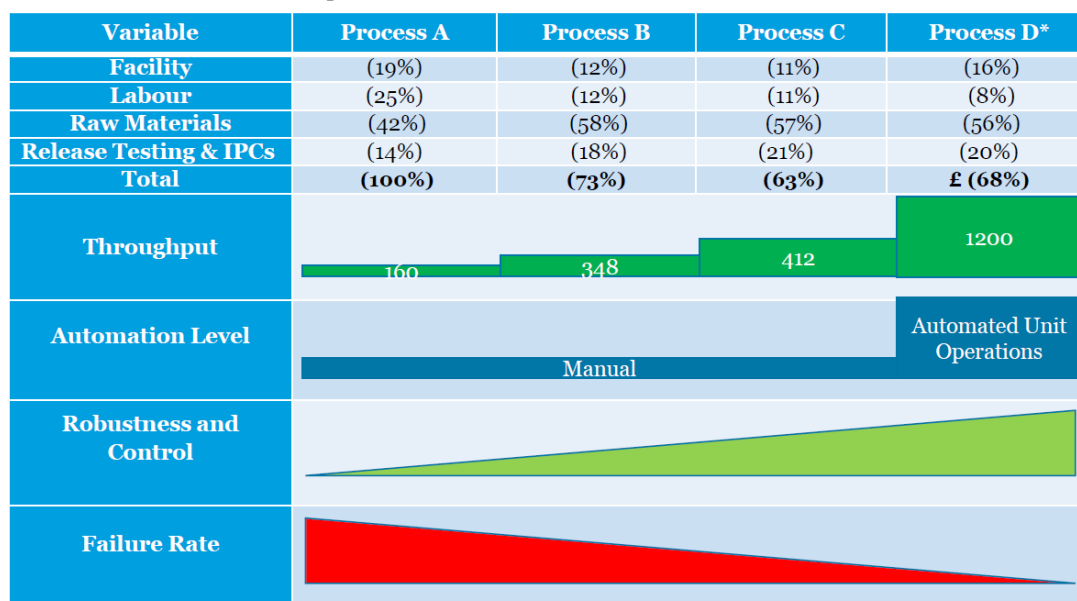 Variable Process A Process B Process C Process D*
Facility (19%) (12%) (11%) (16%)
Labour (25%) (12%) (11%) (8%)
Raw Materials (42%) (58%) (57%) (56%)
Release Testing & IPCs (14%) (18%) (21%) (20%)
Total (100%) (73%) (63%) £ (68%)
Throughput 160 348 412 1200
Automation Level Manual Automated Unit
Operations
Robustness and
Control
Failure Rate